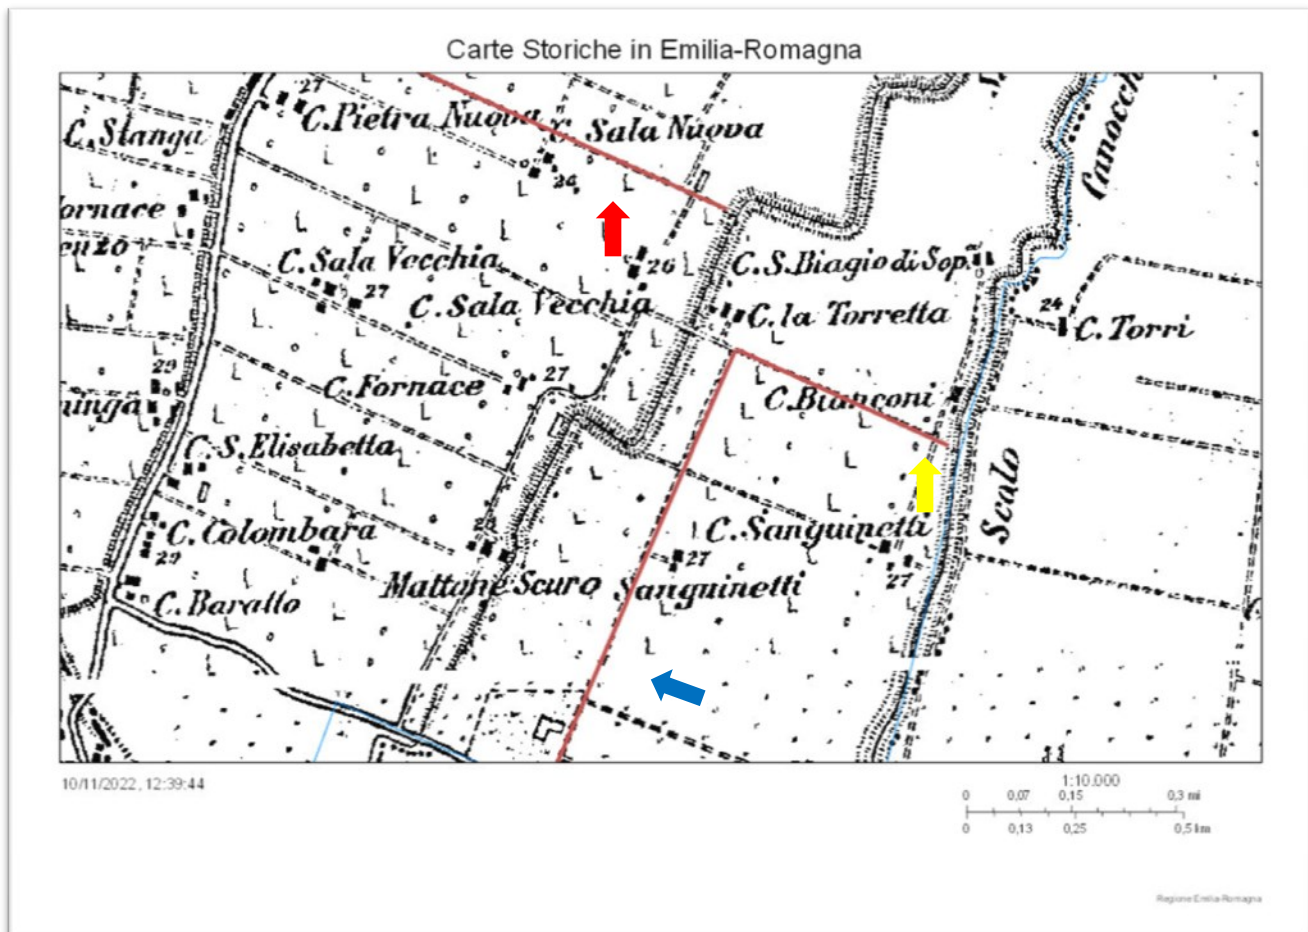 Carte Storiche in Emilia-Romagna
27
C. Pietra Nuova
C. Sala Nuova
C. Stanga
26
Canocch
ornace
C. Sala Vecchia
27
26
C. S. Biagio di Sop.
C. Sala Vecchia
C. la Torretta
24
C. Torri
29
C. Fornace
27
C. Bianconi
unga
C. S. Elisabetta
Scalo
C. Colombara
C. Sanguinetti
29
27
27
Mattone Scuro
Sanguinetti
C. Baratto
10/11/2022, 12:39:44
1:10.000
0 0,07 0,15 0,3 mi
0 0,13 0,25 0,5 km
Regione Emilia-Romagna